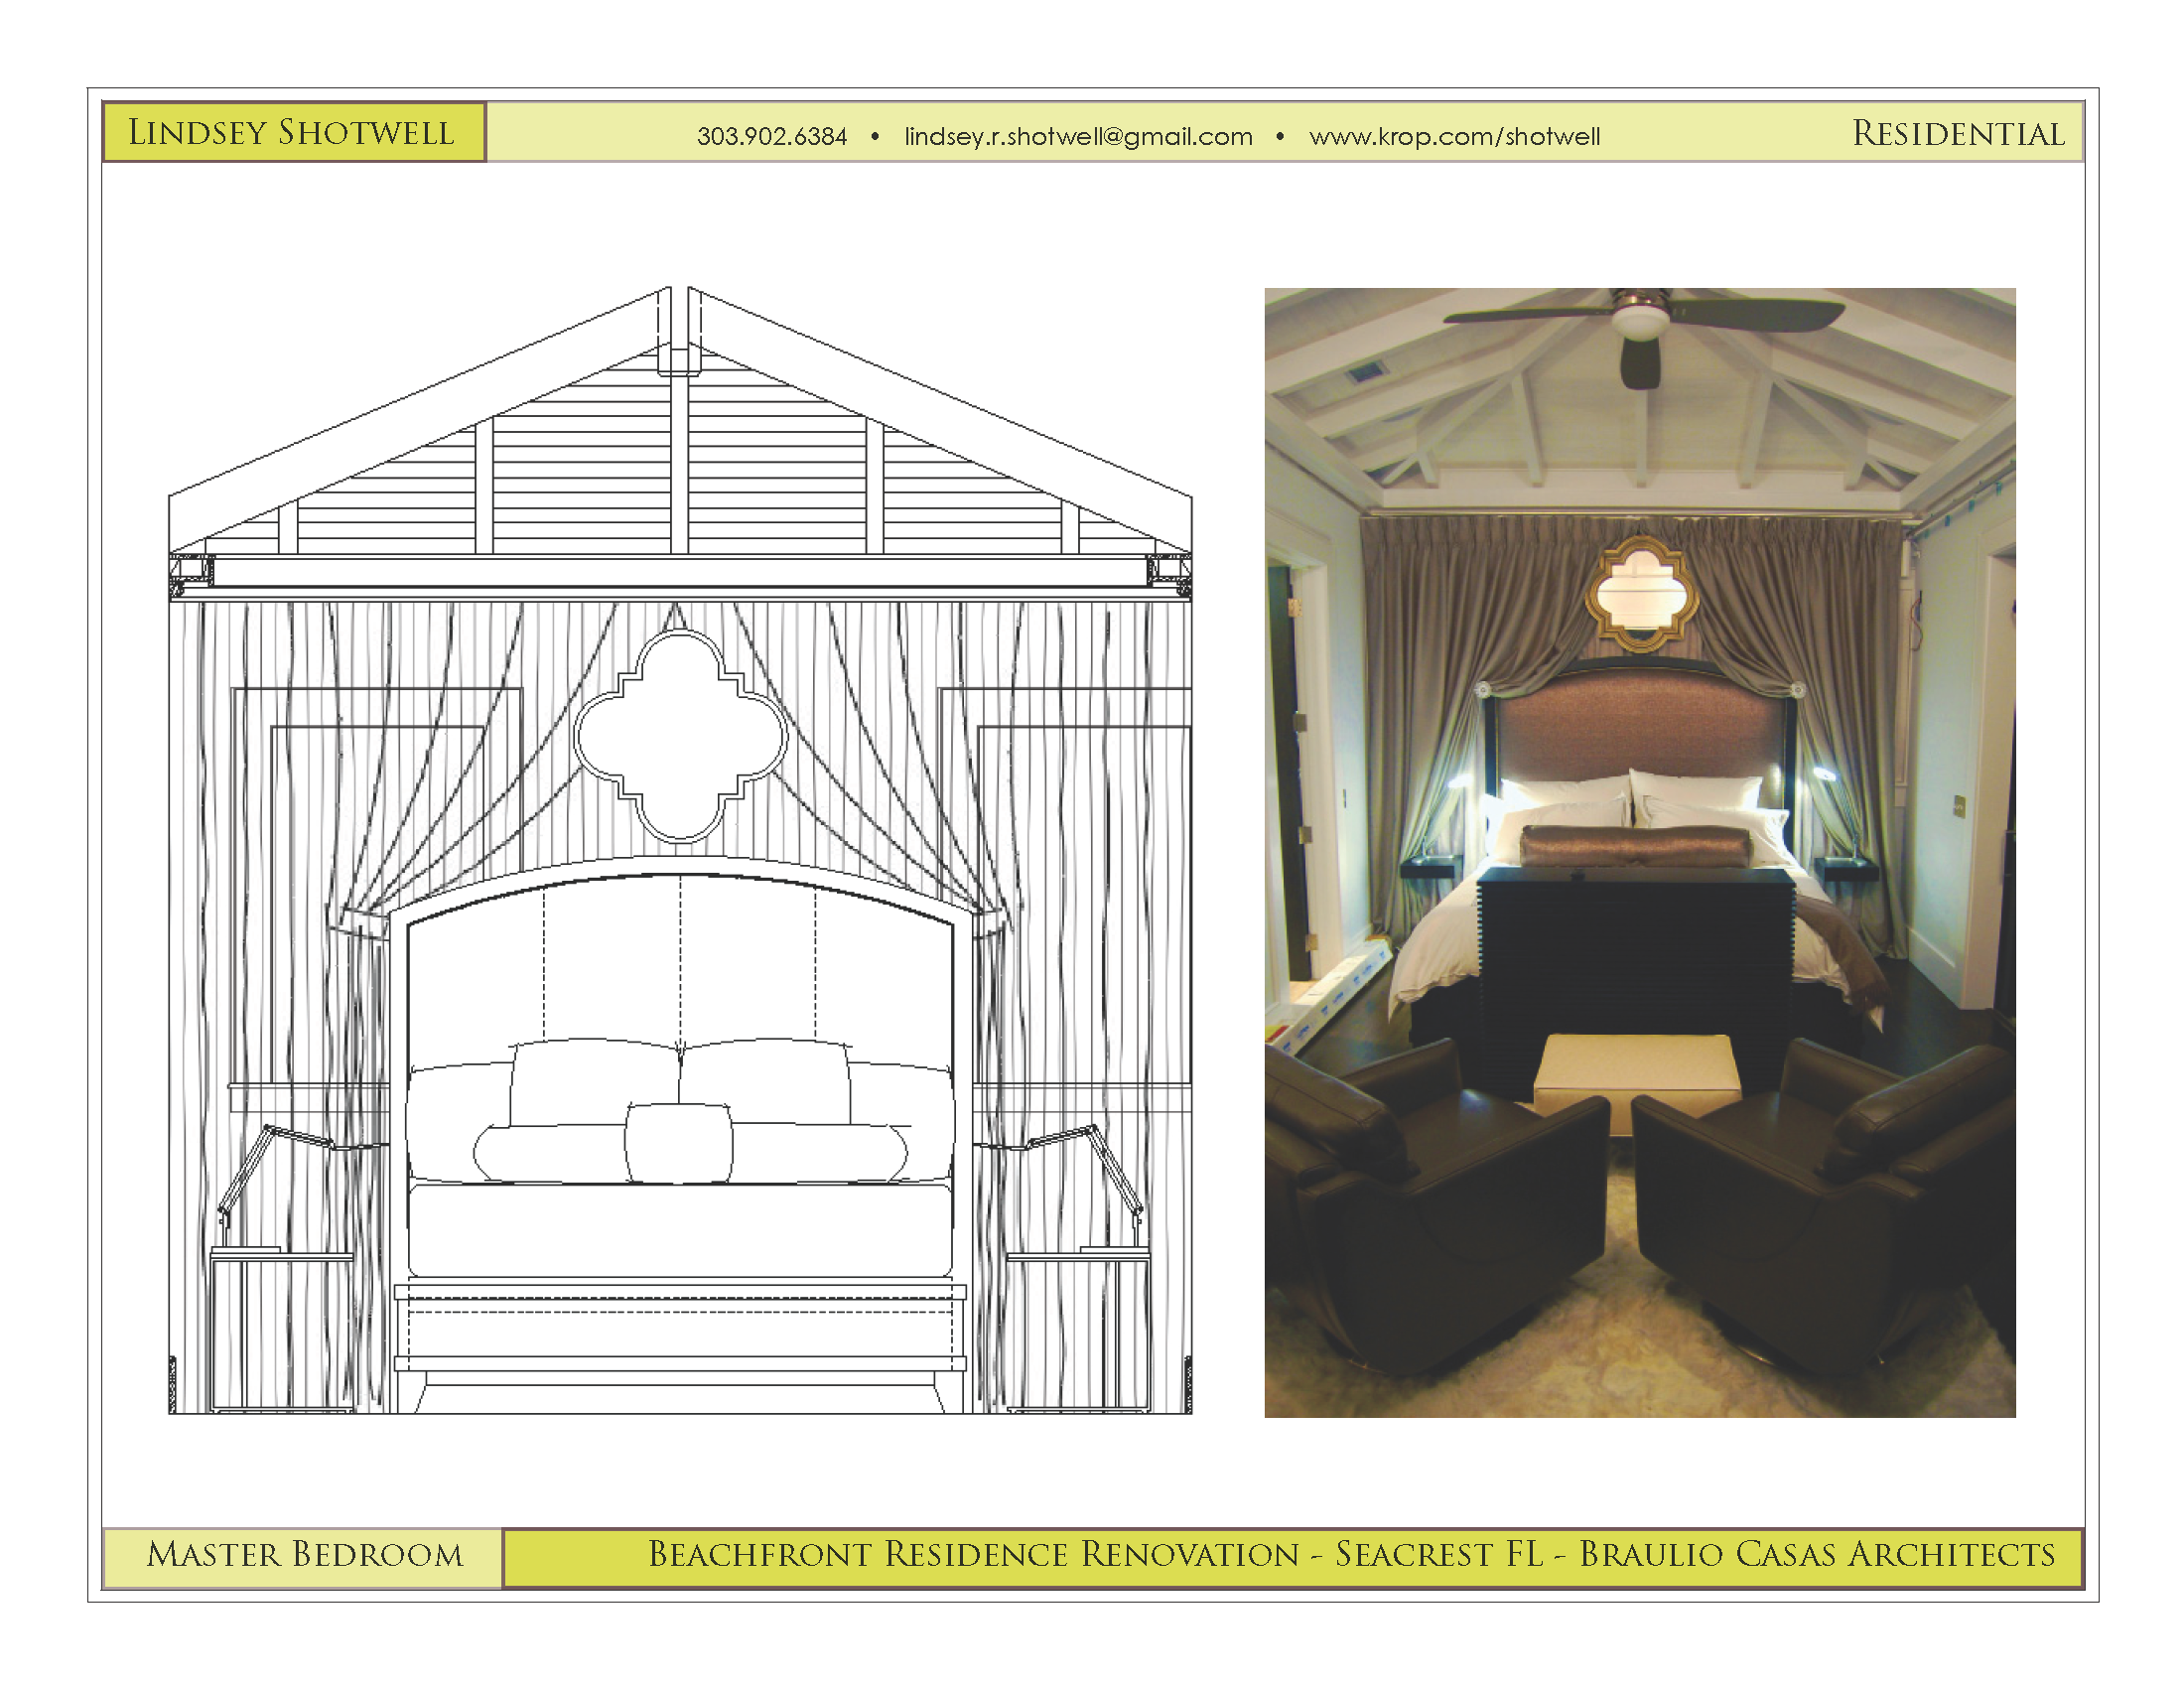 Lindsey Shotwell
303.902.6384 • lindsey.r.shotwell@gmail.com • www.krop.com/shotwell
Residential
Master Bedroom
Beachfront Residence Renovation - Seacrest FL - Braulio Casas Architects